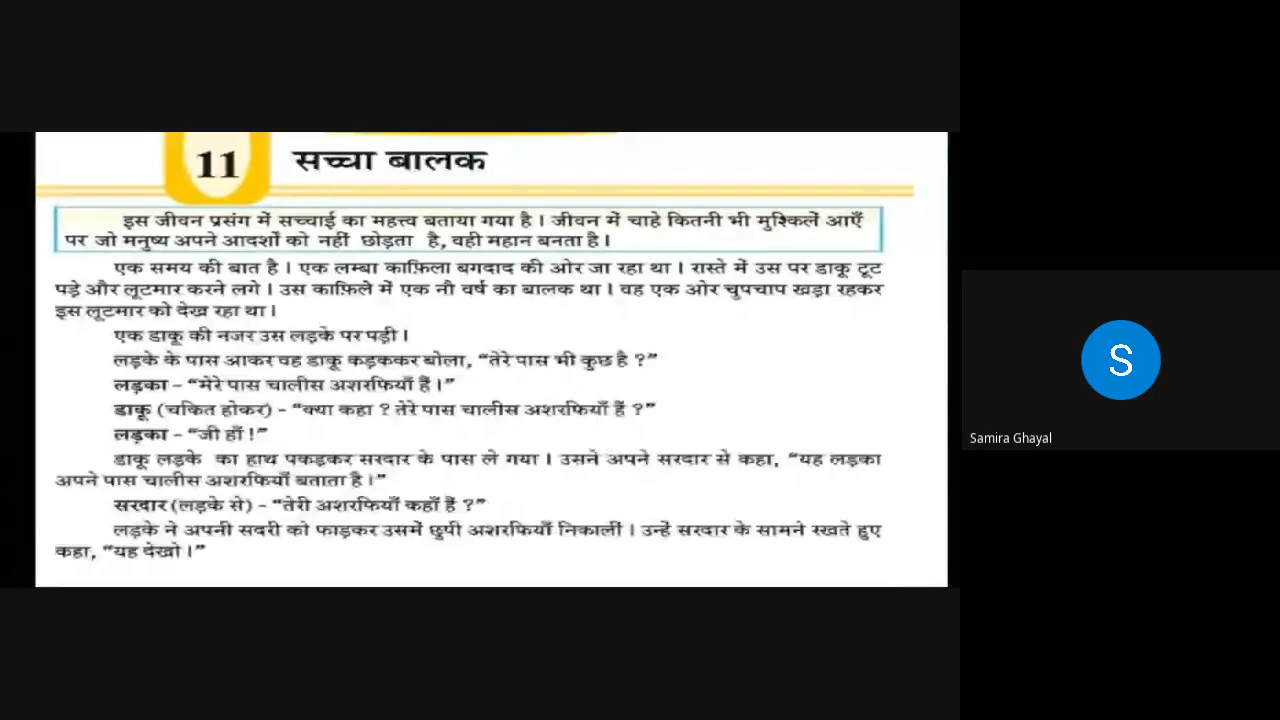 11 सच्चा बालक
इस जीवन प्रसंग में सच्चाई का महत्त्व बताया गया है । जीवन में चाहे कितनी भी मुश्किलें आएँ
पर जो मनुष्य अपने आदर्शों को नहीं छोड़ता है, वही महान बनता है ।
एक समय की बात है । एक लम्बा काफ़िला बगदाद की ओर जा रहा था । रास्ते में उस पर डाकू टूट
पड़े और लूटमार करने लगे । उस काफ़िले में एक नौ वर्ष का बालक था । वह एक ओर चुपचाप खड़ा रहकर
इस लूटमार को देख रहा था ।
एक डाकू की नजर उस लड़के पर पड़ी ।
लड़के के पास आकर वह डाकू कड़ककर बोला, “तेरे पास भी कुछ है ?”
लड़का – “मेरे पास चालीस अशरफियाँ हैं ।”
डाकू (चकित होकर) – “क्या कहा ? तेरे पास चालीस अशरफियाँ हैं ?”
लड़का – “जी हाँ !”
डाकू लड़के का हाथ पकड़कर सरदार के पास ले गया । उसने अपने सरदार से कहा, “यह लड़का
अपने पास चालीस अशरफियाँ बताता है ।”
सरदार (लड़के से) – “तेरी अशरफियाँ कहाँ हैं ?”
लड़के ने अपनी सदरी को फाड़कर उसमें छुपी अशरफियाँ निकालीं । उन्हें सरदार के सामने रखते हुए
कहा, “यह देखो ।”
S
Samira Ghayal